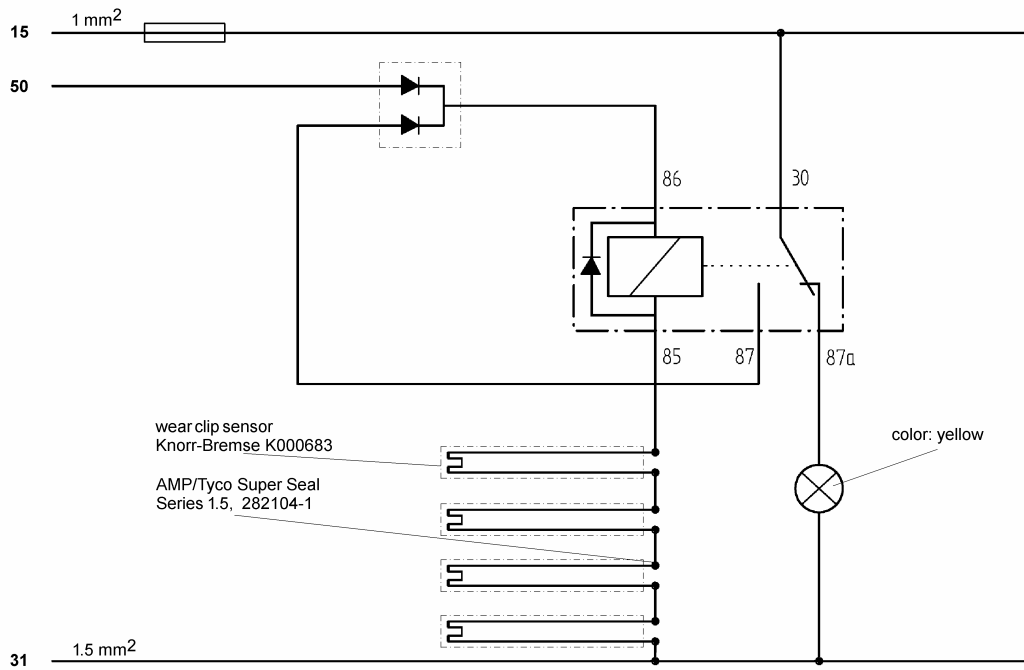 15
1 mm2
50
86
30
85
87
87a
wear clip sensor
Knorr-Bremse K000683
color: yellow
AMP/Tyco Super Seal
Series 1.5, 282104-1
31
1.5 mm2